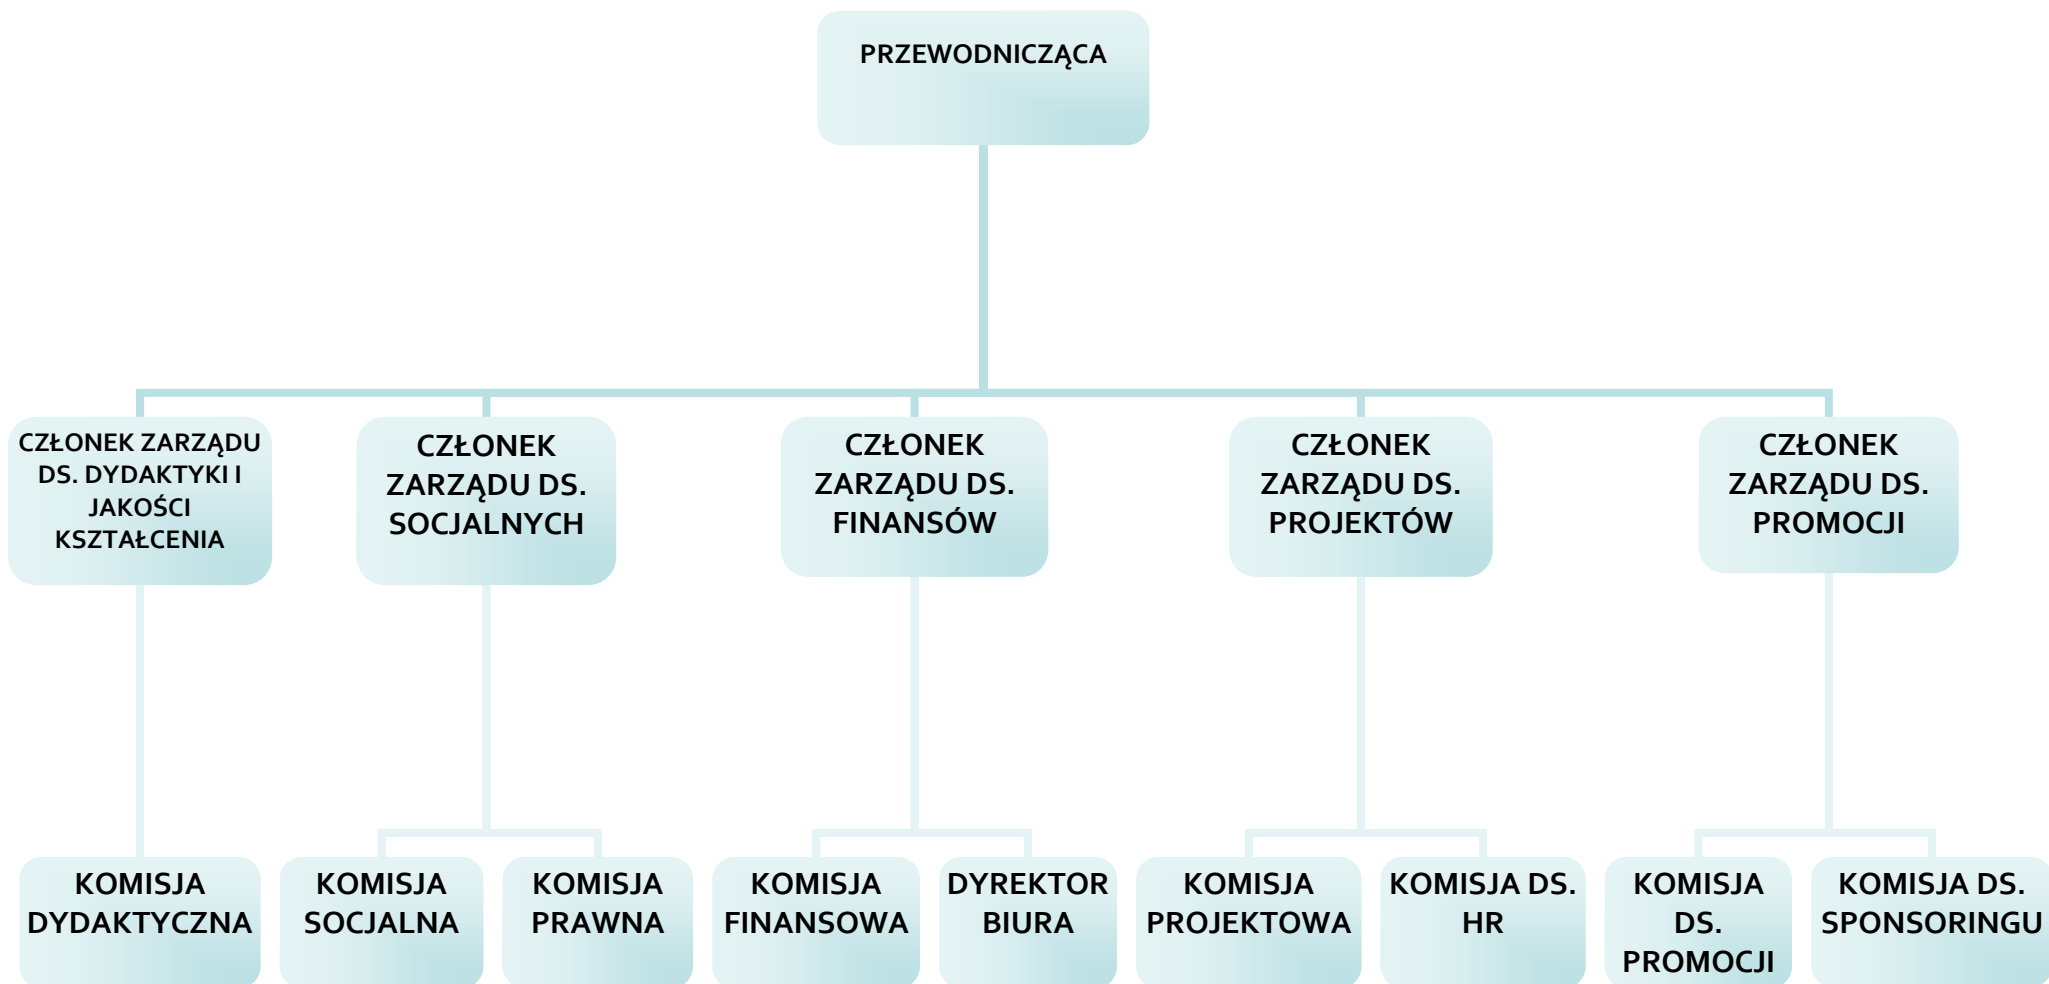 PRZEWODNICZĄCA
CZŁONEK ZARZĄDU
DS. DYDAKTYKI I
JAKOŚCI
KSZTAŁCENIA
CZŁONEK
ZARZĄDU DS.
SOCJALNYCH
CZŁONEK
ZARZĄDU DS.
FINANSÓW
CZŁONEK
ZARZĄDU DS.
PROJEKTÓW
CZŁONEK
ZARZĄDU DS.
PROMOCJI
KOMISJA
DYDAKTYCZNA
KOMISJA
SOCJALNA
KOMISJA
PRAWNA
KOMISJA
FINANSOWA
DYREKTOR
BIURA
KOMISJA
PROJEKTOWA
KOMISJA DS.
HR
KOMISJA
DS.
PROMOCJI
KOMISJA DS.
SPONSORINGU